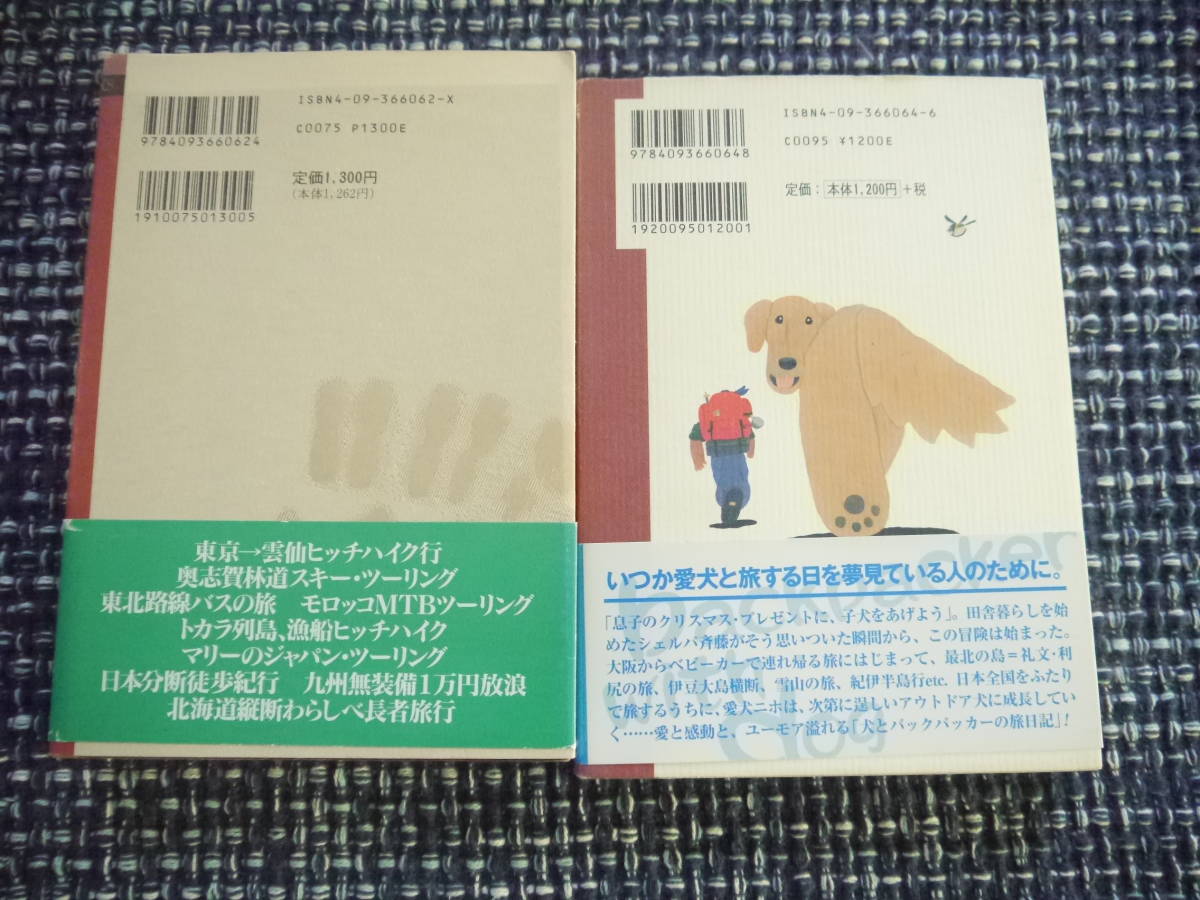 ISBN4-09-366062-X
C0075 P1300E
9784093660624
定価1,300円
(本体1,262円)
1910075013005
東京→雲仙ヒッチハイク行
奥志賀林道スキー・ツーリング
東北路線バスの旅　モロッコMTBツーリング
トカラ列島、漁船ヒッチハイク
マリーのジャパン・ツーリング
日本分断徒歩紀行　九州無装備1万円放浪
北海道縦断わらしべ長者旅行
ISBN4-09-366064-6
C0095 ¥1200E
9784093660648
定価：本体1,200円+税
1920095012001
いつか愛犬と旅する日を夢見ている人のために。
「息子のクリスマス・プレゼントに、子犬をあげよう」。田舎暮らしを始
めたシェルパ斉藤がそう思いついた瞬間から、この冒険は始まった。
大阪からベビーカーで連れ帰る旅にはじまって、最北の島＝礼文・利
尻の旅、伊豆大島横断、雪山の旅、紀伊半島行etc. 日本全国をふたり
で旅するうちに、愛犬ニホは、次第に逞しいアウトドア犬に成長してい
く……愛と感動と、ユーモア溢れる「犬とバックパッカーの旅日記」！
backpacker
Dog